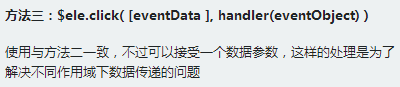 方法三：$ele.click( [eventData ], handler(eventObject) )
使用与方法二一致，不过可以接受一个数据参数，这样的处理是为了
解决不同作用域下数据传递的问题